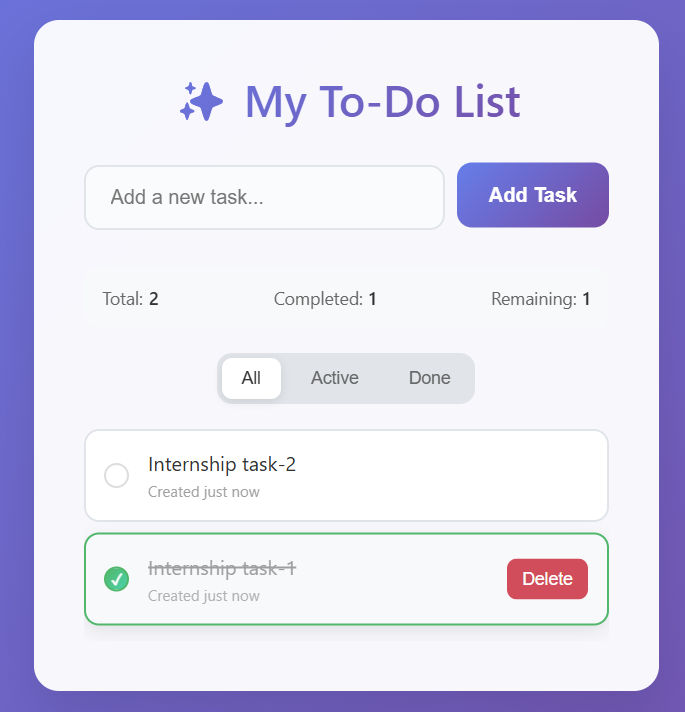 ✨ My To-Do List
Add a new task...
Add Task
Total: 2
Completed: 1
Remaining: 1
All
Active
Done
Internship task-2
Created just now
Internship task-1
Created just now
Delete